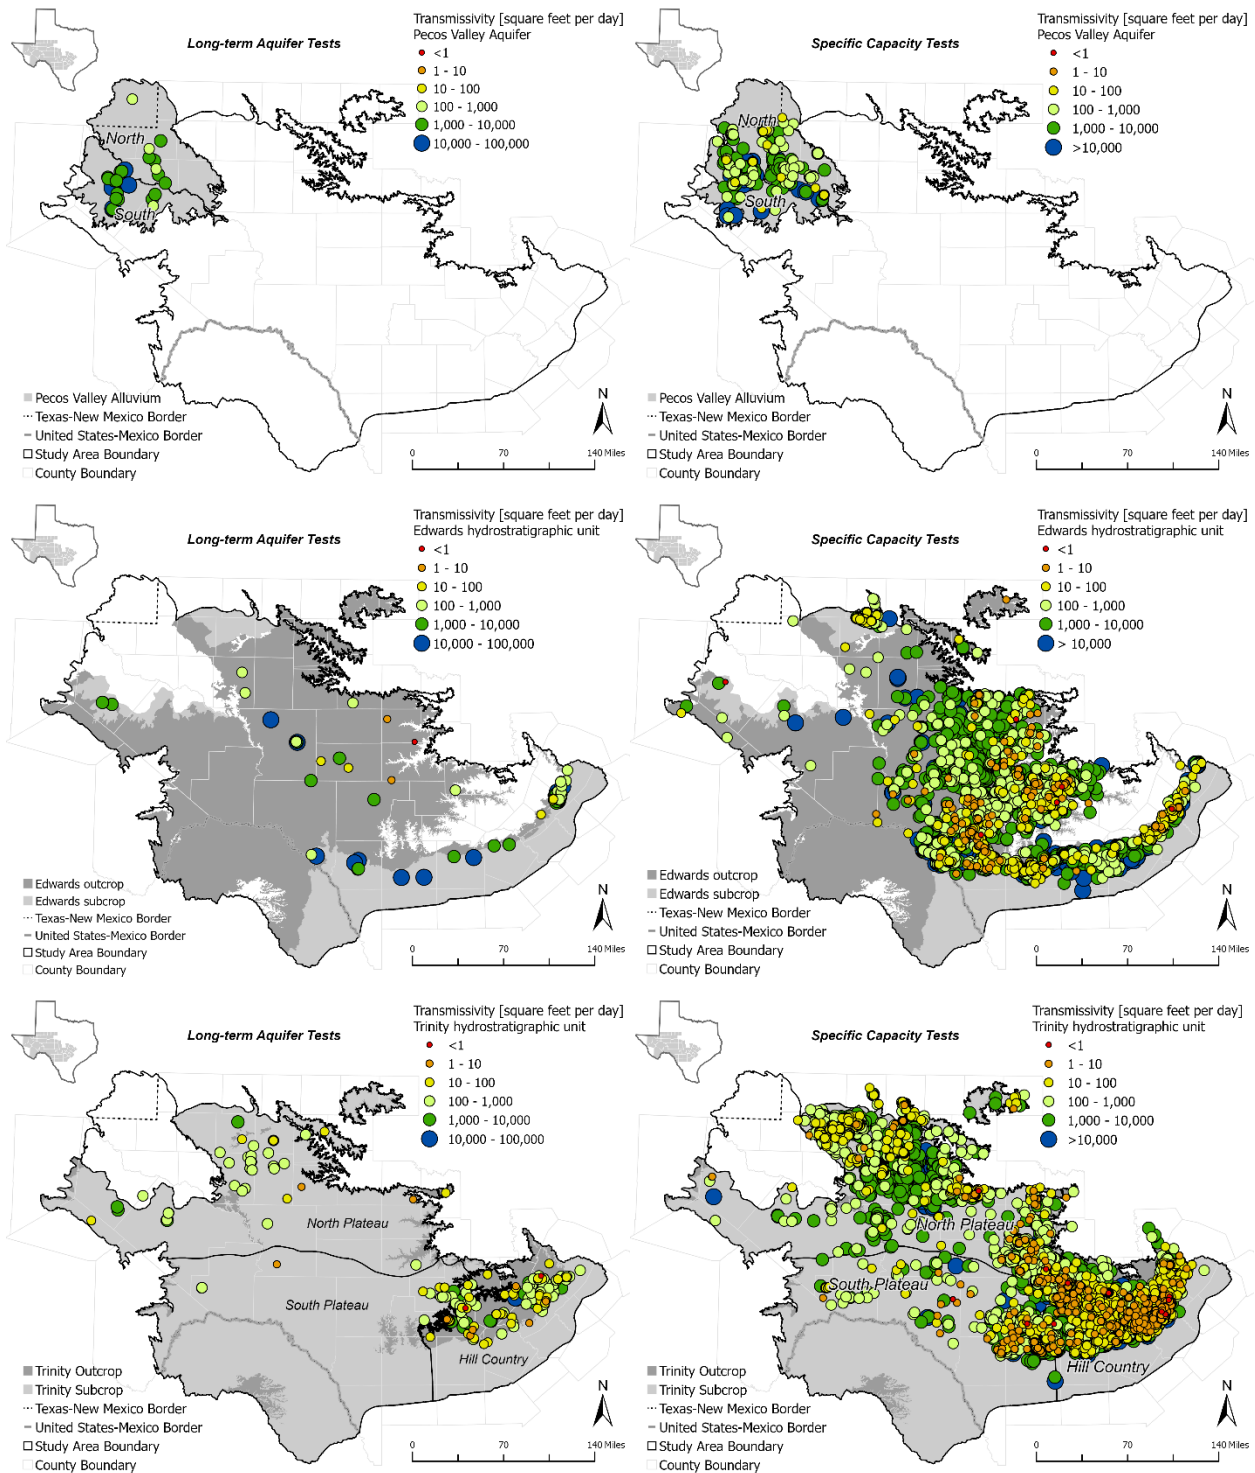 Long-term Aquifer Tests
Transmissivity [square feet per day]
Pecos Valley Aquifer
<1
1 - 10
10 - 100
100 - 1,000
1,000 - 10,000
10,000 - 100,000
North
South
Pecos Valley Alluvium
Texas-New Mexico Border
United States-Mexico Border
Study Area Boundary
County Boundary
N
0 70 140 Miles
Specific Capacity Tests
Transmissivity [square feet per day]
Pecos Valley Aquifer
<1
1 - 10
10 - 100
100 - 1,000
1,000 - 10,000
>10,000
North
South
Pecos Valley Alluvium
Texas-New Mexico Border
United States-Mexico Border
Study Area Boundary
County Boundary
N
0 70 140 Miles
Long-term Aquifer Tests
Transmissivity [square feet per day]
Edwards hydrostratigraphic unit
<1
1 - 10
10 - 100
100 - 1,000
1,000 - 10,000
10,000 - 100,000
Edwards outcrop
Edwards subcrop
Texas-New Mexico Border
United States-Mexico Border
Study Area Boundary
County Boundary
N
0 70 140 Miles
Specific Capacity Tests
Transmissivity [square feet per day]
Edwards hydrostratigraphic unit
<1
1 - 10
10 - 100
100 - 1,000
1,000 - 10,000
> 10,000
Edwards outcrop
Edwards subcrop
Texas-New Mexico Border
United States-Mexico Border
Study Area Boundary
County Boundary
N
0 70 140 Miles
Long-term Aquifer Tests
Transmissivity [square feet per day]
Trinity hydrostratigraphic unit
<1
1 - 10
10 - 100
100 - 1,000
1,000 - 10,000
10,000 - 100,000
North Plateau
South Plateau
Hill Country
Trinity Outcrop
Trinity Subcrop
Texas-New Mexico Border
United States-Mexico Border
Study Area Boundary
County Boundary
N
0 70 140 Miles
Specific Capacity Tests
Transmissivity [square feet per day]
Trinity hydrostratigraphic unit
<1
1 - 10
10 - 100
100 - 1,000
1,000 - 10,000
>10,000
North Plateau
South Plateau
Hill Country
Trinity Outcrop
Trinity Subcrop
Texas-New Mexico Border
United States-Mexico Border
Study Area Boundary
County Boundary
N
0 70 140 Miles